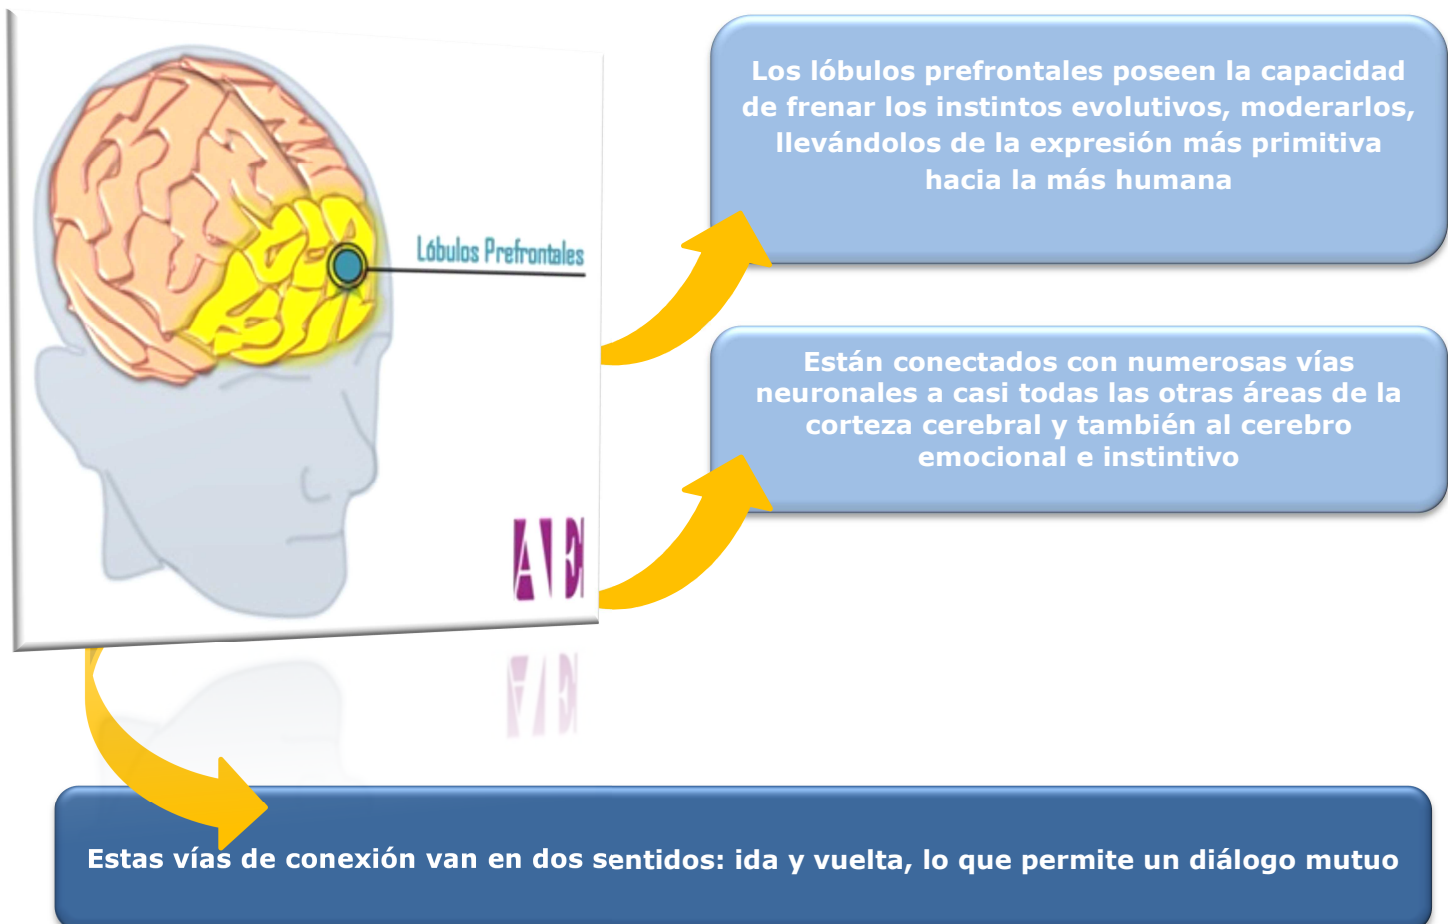 Los lóbulos prefrontales poseen la capacidad
de frenar los instintos evolutivos, moderarlos,
llevándolos de la expresión más primitiva
hacia la más humana
Lóbulos Prefrontales
Están conectados con numerosas vías
neuronales a casi todas las otras áreas de la
corteza cerebral y también al cerebro
emocional e instintivo
AE
Estas vías de conexión van en dos sentidos: ida y vuelta, lo que permite un diálogo mutuo